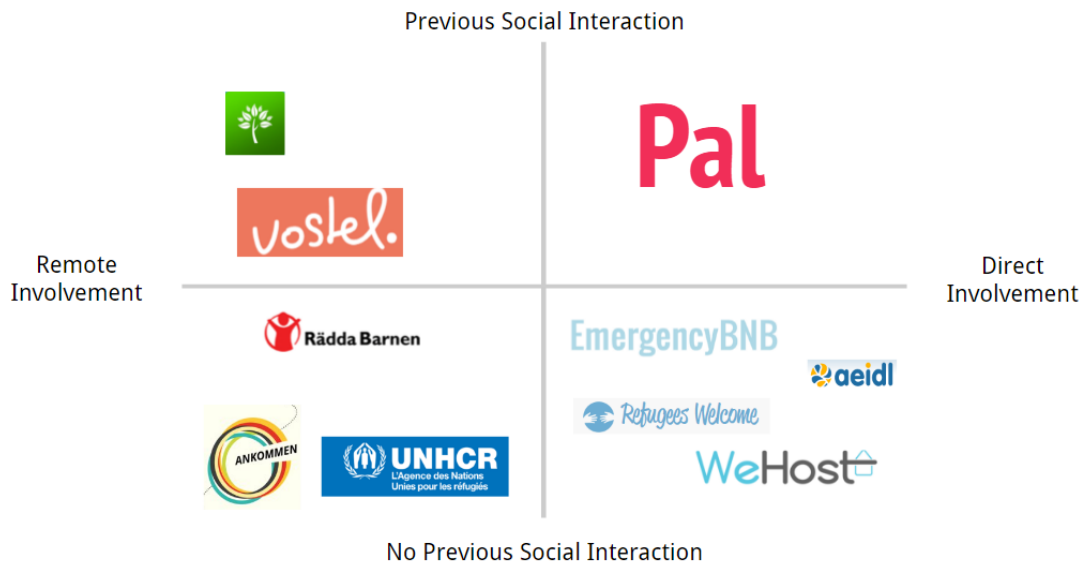 Previous Social Interaction
Pal
vostel.
Remote
Involvement
Direct
Involvement
Rädda Barnen
EmergencyBNB
aeidl
Refugees Welcome
ANKOMMEN
UNHCR
L'Agence des Nations
Unies pour les réfugiés
WeHost
No Previous Social Interaction